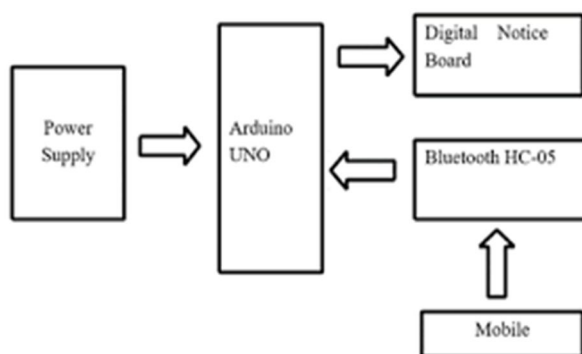 Power
Supply
Arduino
UNO
Digital Notice
Board
Bluetooth HC-05
Mobile